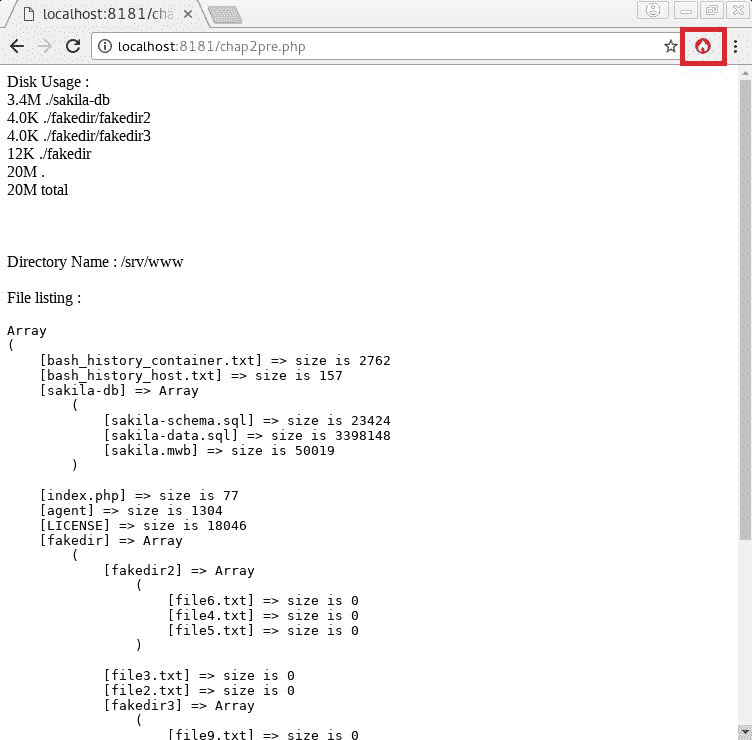 localhost:8181/cha
localhost:8181/chap2pre.php
Disk Usage :
3.4M ./sakila-db
4.0K ./fakedir/fakedir2
4.0K ./fakedir/fakedir3
12K ./fakedir
20M .
20M total
Directory Name : /srv/www
File listing :
Array
(
    [bash_history_container.txt] => size is 2762
    [bash_history_host.txt] => size is 157
    [sakila-db] => Array
        (
            [sakila-schema.sql] => size is 23424
            [sakila-data.sql] => size is 3398148
            [sakila.mwb] => size is 50019
        )
    [index.php] => size is 77
    [agent] => size is 1304
    [LICENSE] => size is 18046
    [fakedir] => Array
        (
            [fakedir2] => Array
                (
                    [file6.txt] => size is 0
                    [file4.txt] => size is 0
                    [file5.txt] => size is 0
                )
            [file3.txt] => size is 0
            [file2.txt] => size is 0
            [fakedir3] => Array
                (
                    [file9.txt] => size is 0